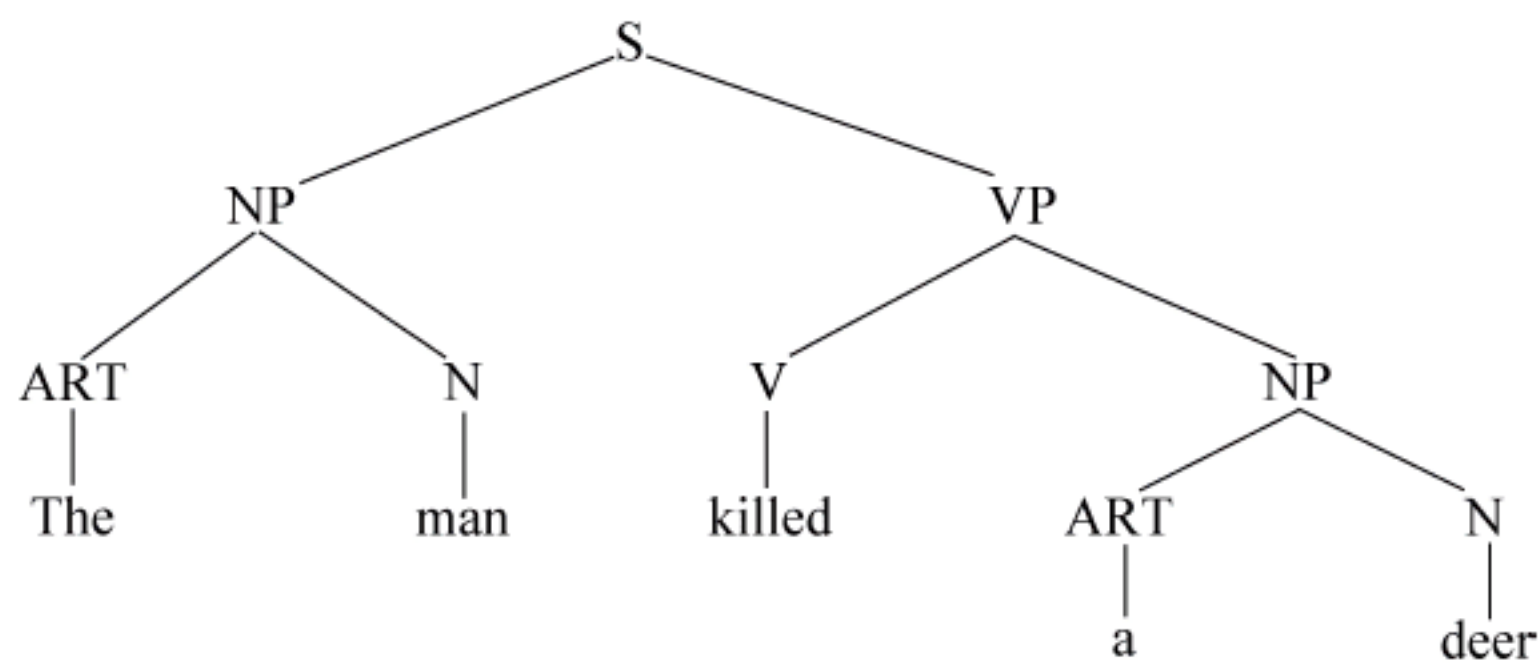 S
NP VP
ART N V NP
The man killed ART N
a deer